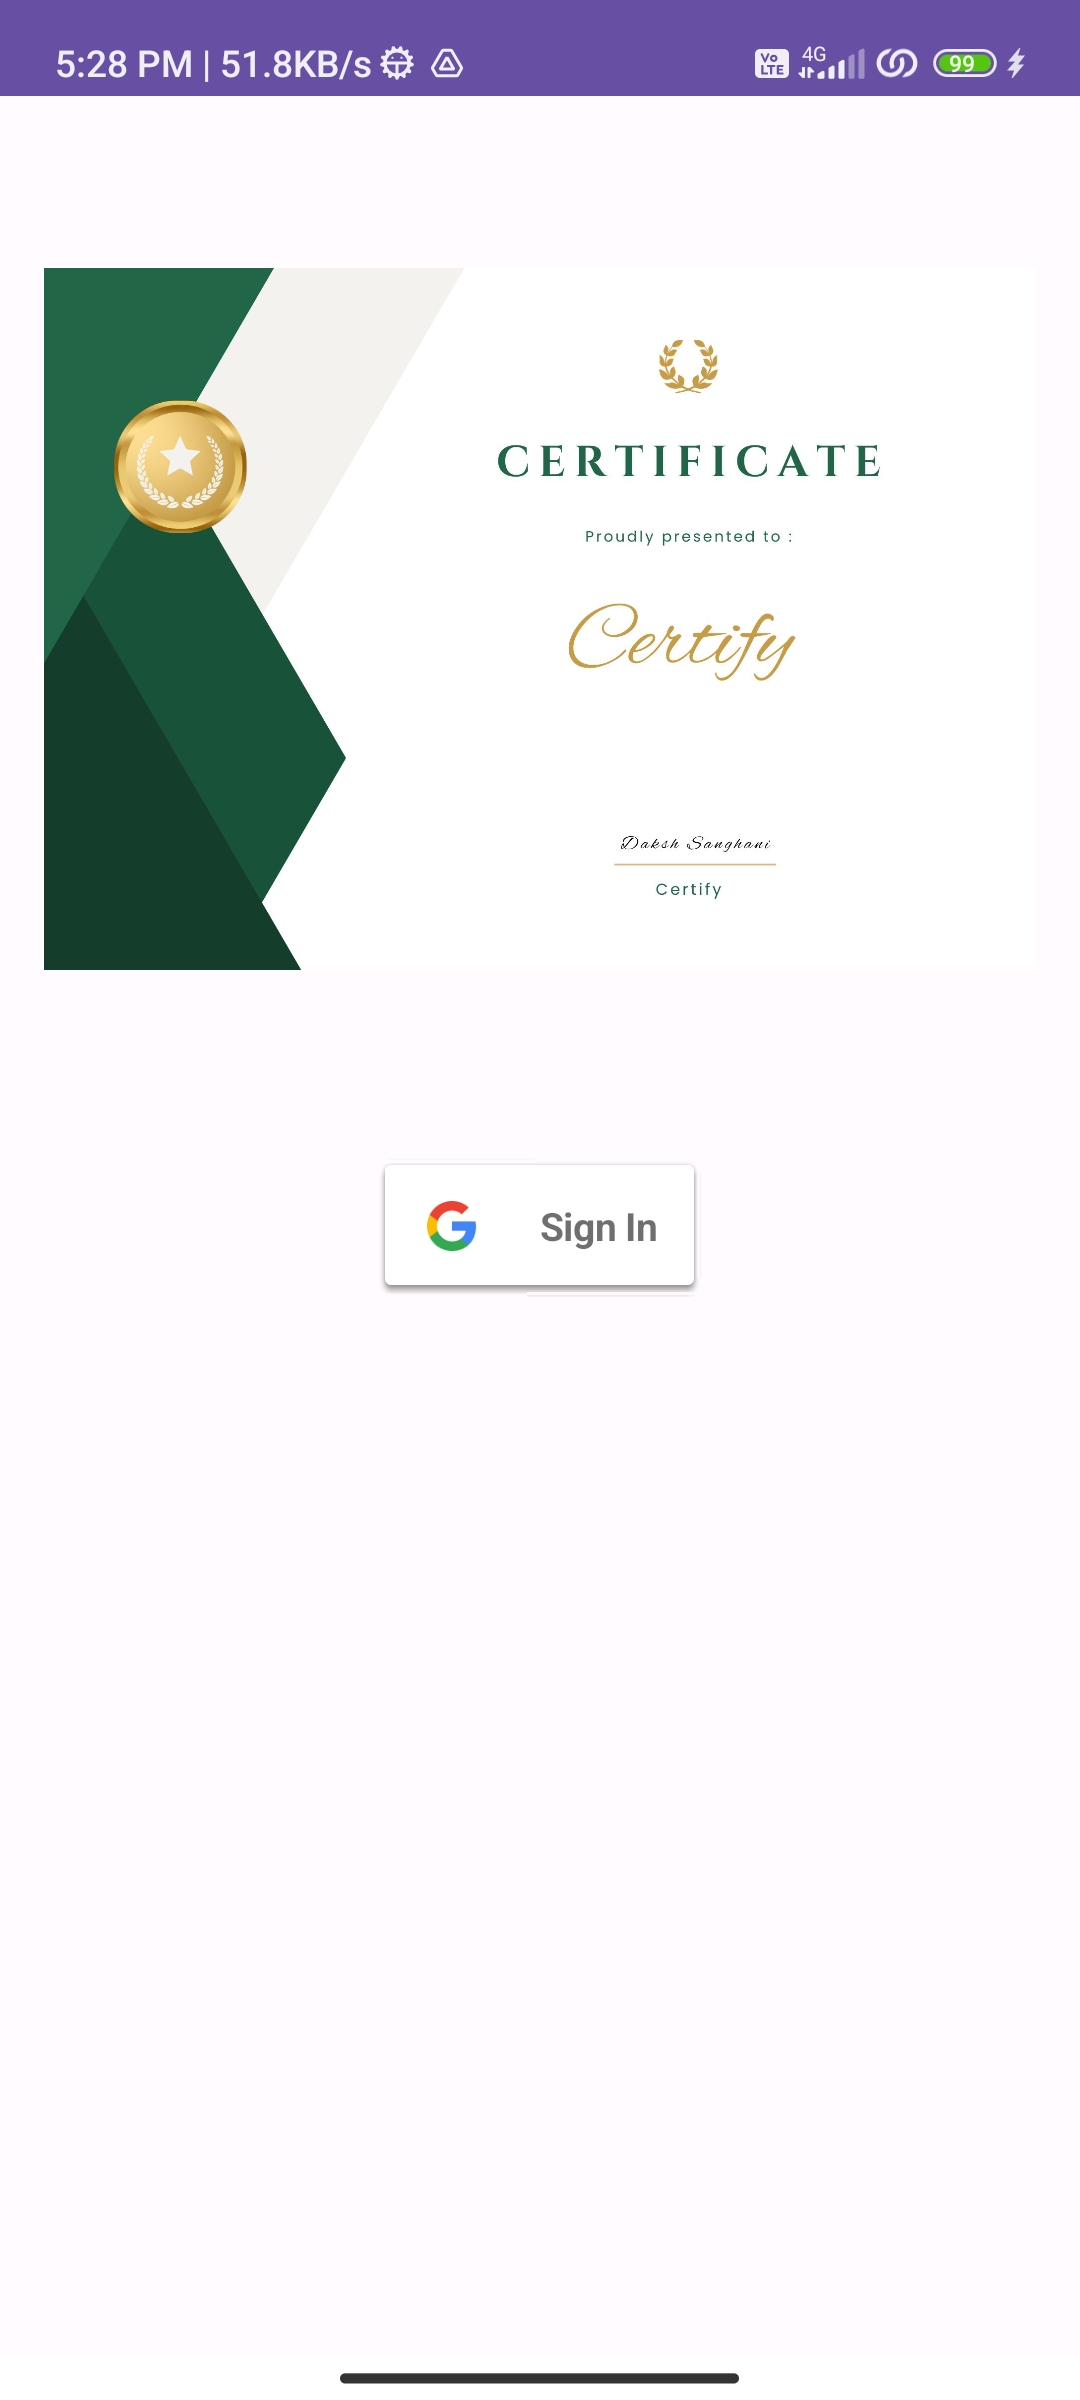 5:28 PM | 51.8KB/s Vo LTE 4G 99
CERTIFICATE
Proudly presented to :
Certify
Daksh Sanghani
Certify
Sign In